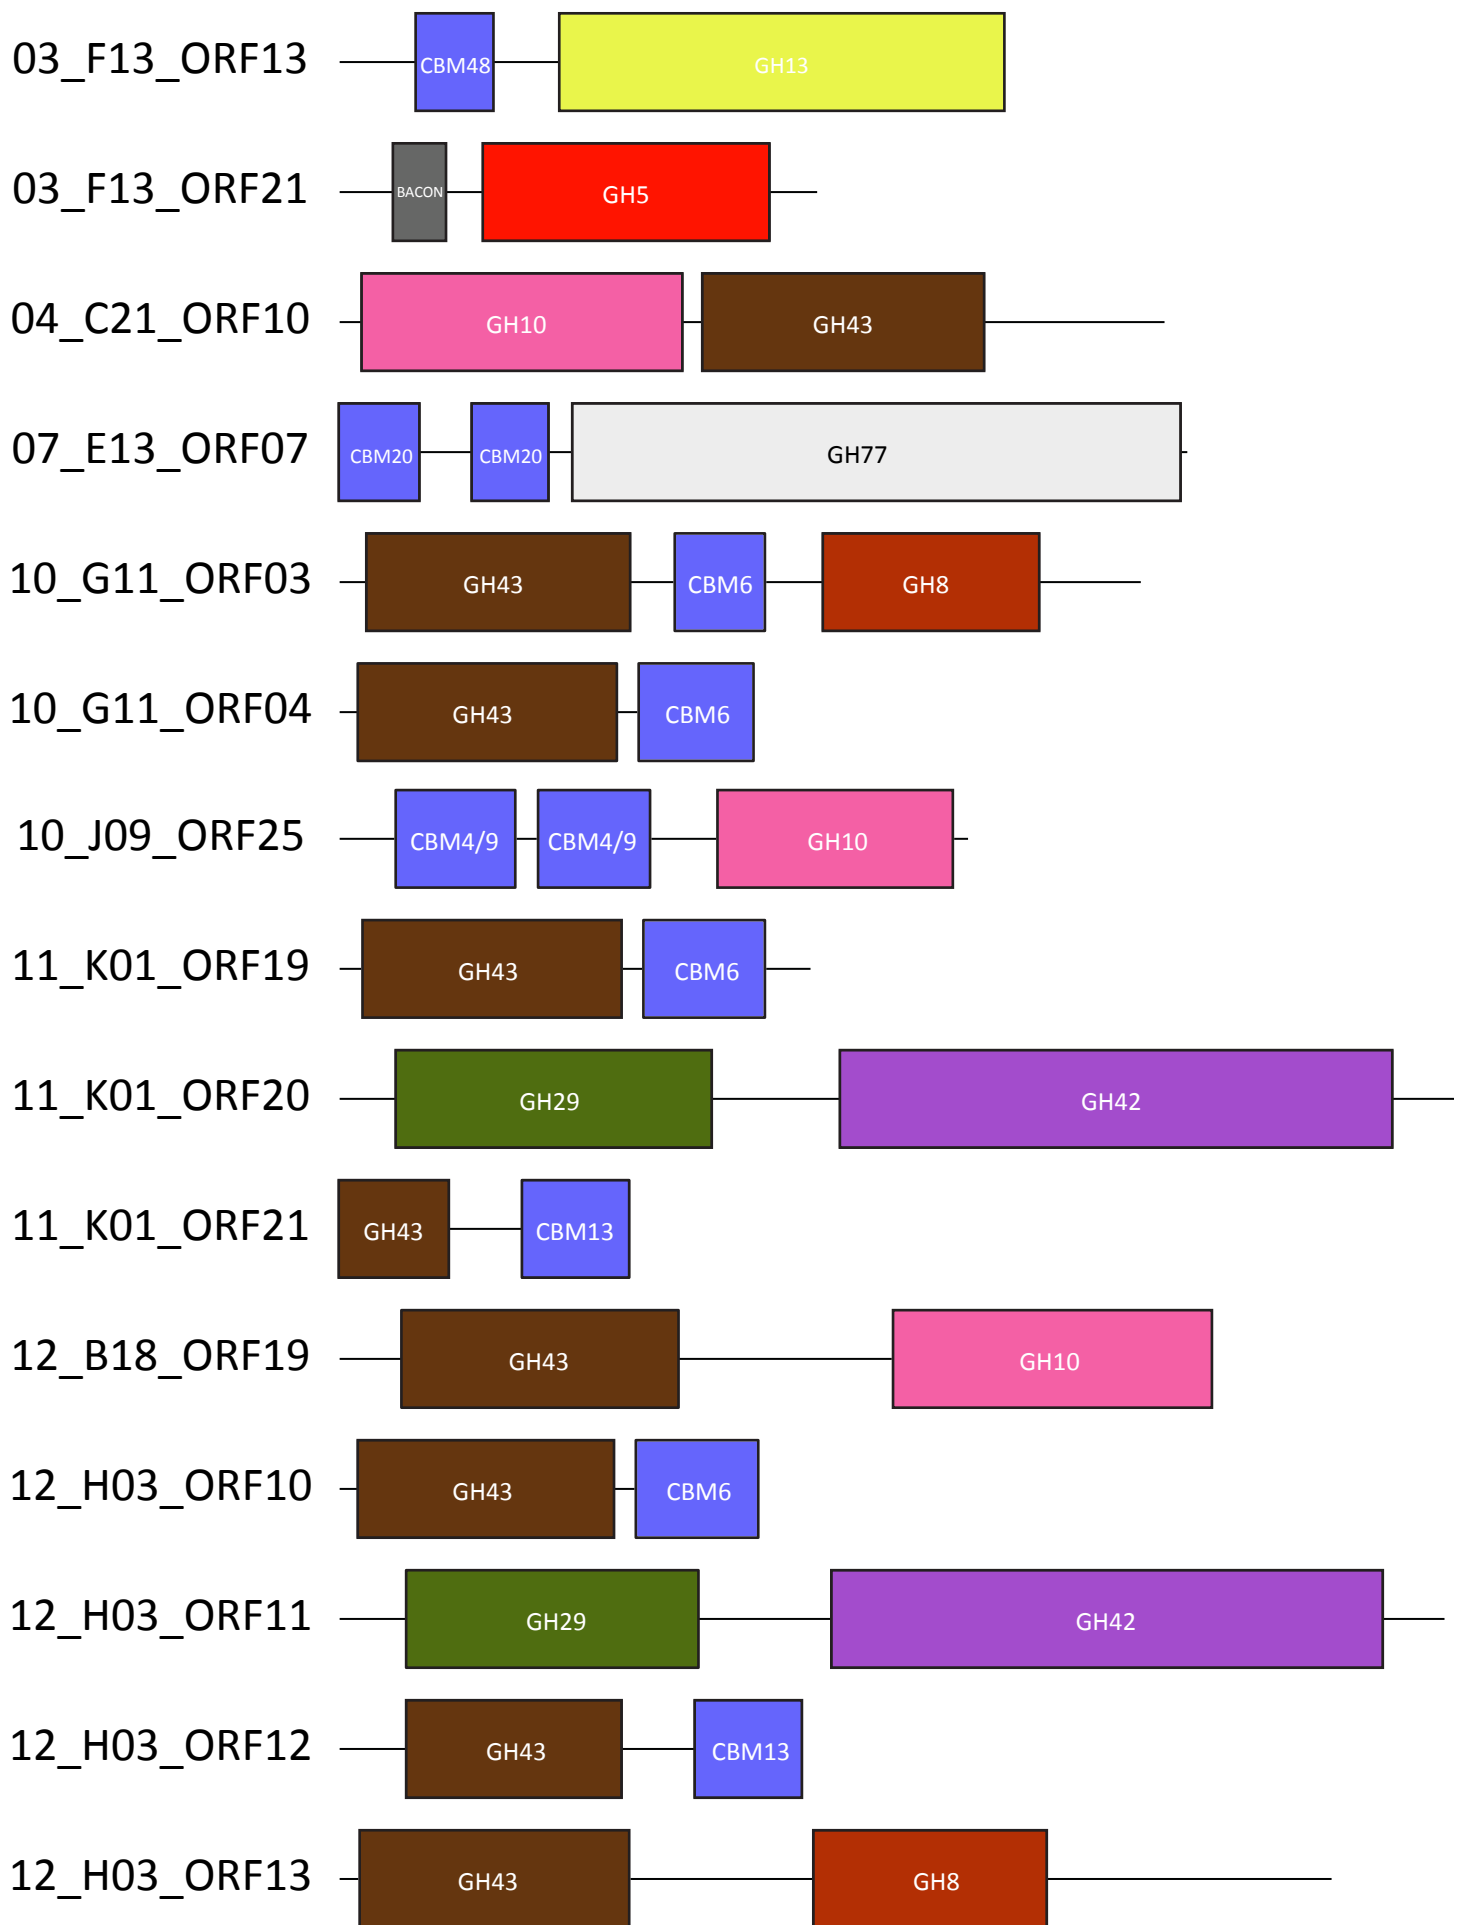 03_F13_ORF13 CBM48 GH13
03_F13_ORF21 BACON GH5
04_C21_ORF10 GH10 GH43
07_E13_ORF07 CBM20 CBM20 GH77
10_G11_ORF03 GH43 CBM6 GH8
10_G11_ORF04 GH43 CBM6
10_J09_ORF25 CBM4/9 CBM4/9 GH10
11_K01_ORF19 GH43 CBM6
11_K01_ORF20 GH29 GH42
11_K01_ORF21 GH43 CBM13
12_B18_ORF19 GH43 GH10
12_H03_ORF10 GH43 CBM6
12_H03_ORF11 GH29 GH42
12_H03_ORF12 GH43 CBM13
12_H03_ORF13 GH43 GH8